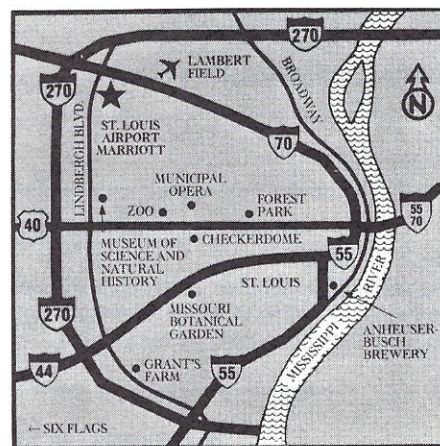 270
LAMBERT
FIELD
BROADWAY
270
N
LINDBERGH BLVD.
ST. LOUIS
AIRPORT
MARRIOTT
70
MUNICIPAL
OPERA
ZOO
FOREST
PARK
55
70
40
MUSEUM OF
SCIENCE AND
NATURAL
HISTORY
CHECKERDOME
55
ST. LOUIS
MISSISSIPPI RIVER
270
MISSOURI
BOTANICAL
GARDEN
ANHEUSER-
BUSCH
BREWERY
44
GRANT'S
FARM
55
← SIX FLAGS